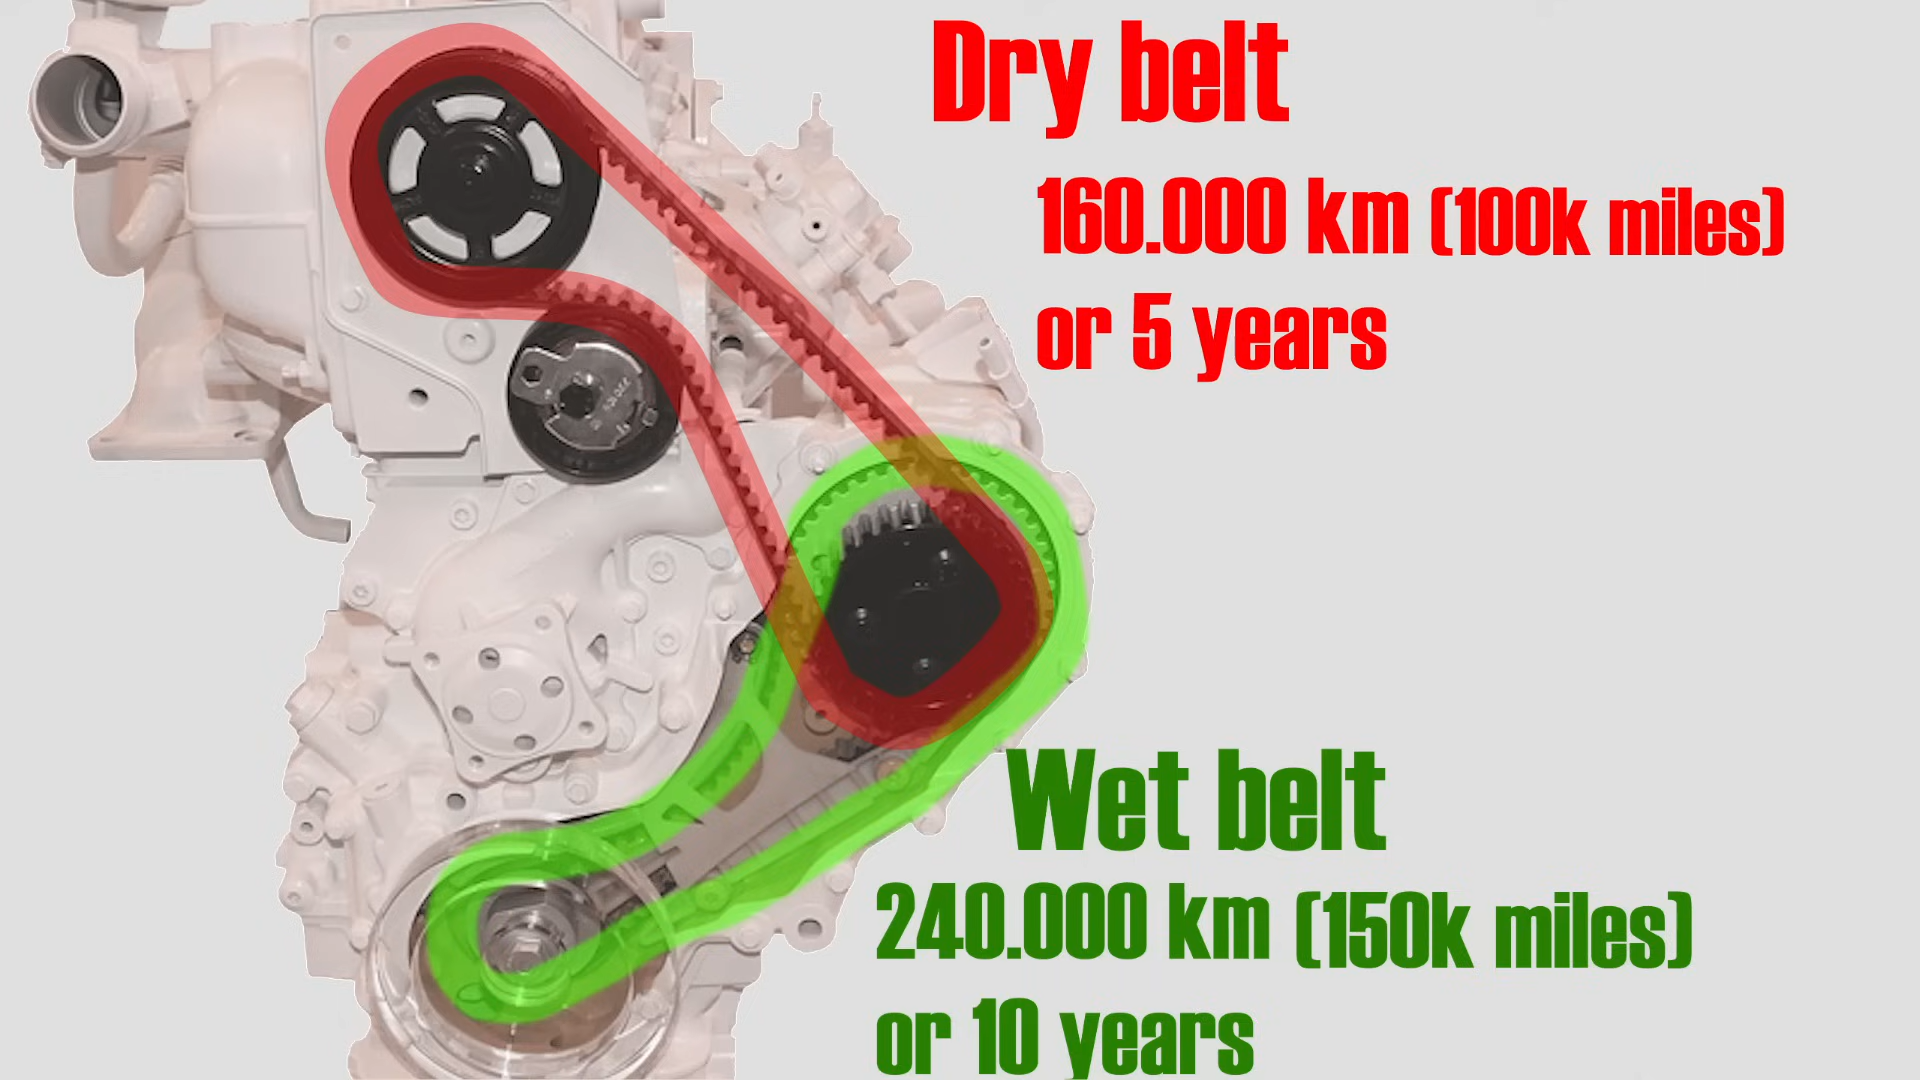 Dry belt
160.000 km (100k miles)
or 5 years
Wet belt
240.000 km (150k miles)
or 10 years